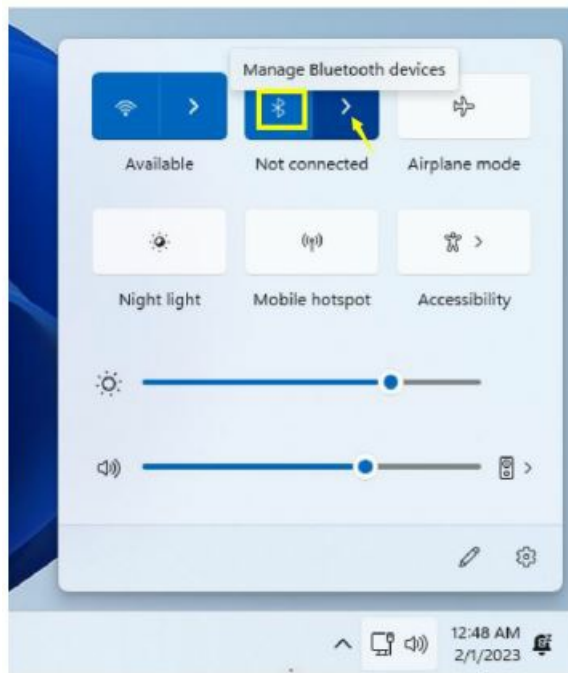 Manage Bluetooth devices
Available
Not connected
Airplane mode
Night light
Mobile hotspot
Accessibility
12:48 AM
2/1/2023